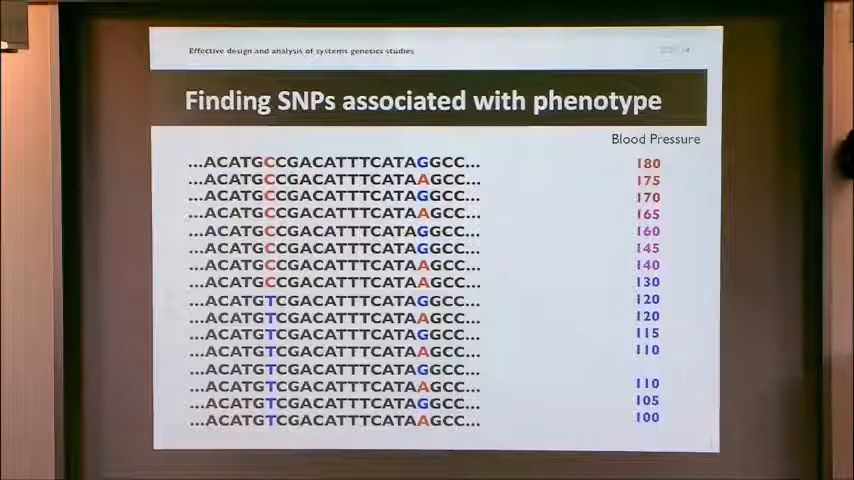 Effective design and analysis of systems genetics studies
Finding SNPs associated with phenotype
Blood Pressure
...ACATGCCGACATTTCATAGGCC... 180
...ACATGCCGACATTTCATAAGCC... 175
...ACATGCCGACATTTCATAGGCC... 170
...ACATGCCGACATTTCATAAGCC... 165
...ACATGCCGACATTTCATAGGCC... 160
...ACATGCCGACATTTCATAGGCC... 145
...ACATGCCGACATTTCATAAGCC... 140
...ACATGCCGACATTTCATAAGCC... 130
...ACATGTCGACATTTCATAGGCC... 120
...ACATGTCGACATTTCATAAGCC... 120
...ACATGTCGACATTTCATAGGCC... 115
...ACATGTCGACATTTCATAAGCC... 110
...ACATGTCGACATTTCATAGGCC...
...ACATGTCGACATTTCATAAGCC... 110
...ACATGTCGACATTTCATAGGCC... 105
...ACATGTCGACATTTCATAAGCC... 100